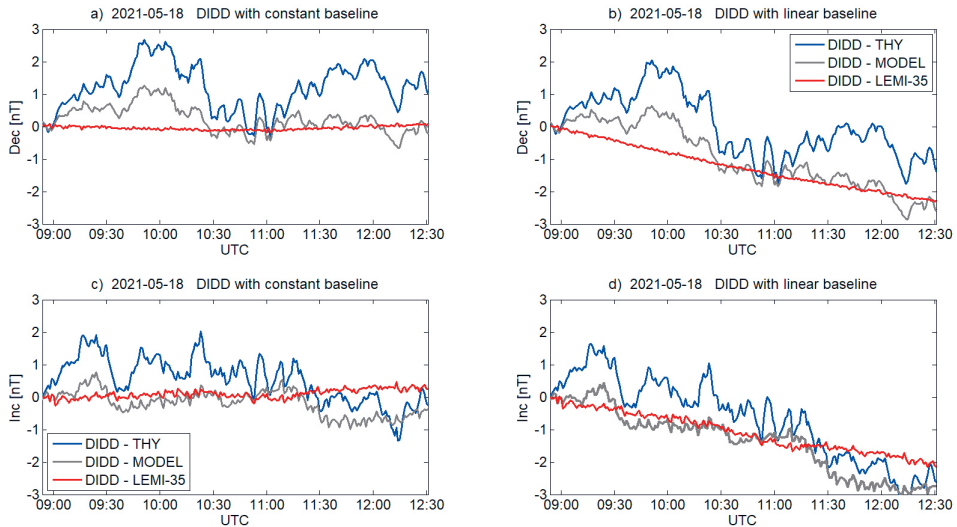 a) 2021-05-18 DIDD with constant baseline
3
2
1
0
-1
-2
-3
Dec [nT]
09:00 09:30 10:00 10:30 11:00 11:30 12:00 12:30
UTC
b) 2021-05-18 DIDD with linear baseline
3
2
1
0
-1
-2
-3
Dec [nT]
DIDD - THY
DIDD - MODEL
DIDD - LEMI-35
09:00 09:30 10:00 10:30 11:00 11:30 12:00 12:30
UTC
c) 2021-05-18 DIDD with constant baseline
3
2
1
0
-1
-2
-3
Inc [nT]
DIDD - THY
DIDD - MODEL
DIDD - LEMI-35
09:00 09:30 10:00 10:30 11:00 11:30 12:00 12:30
UTC
d) 2021-05-18 DIDD with linear baseline
3
2
1
0
-1
-2
-3
Inc [nT]
09:00 09:30 10:00 10:30 11:00 11:30 12:00 12:30
UTC